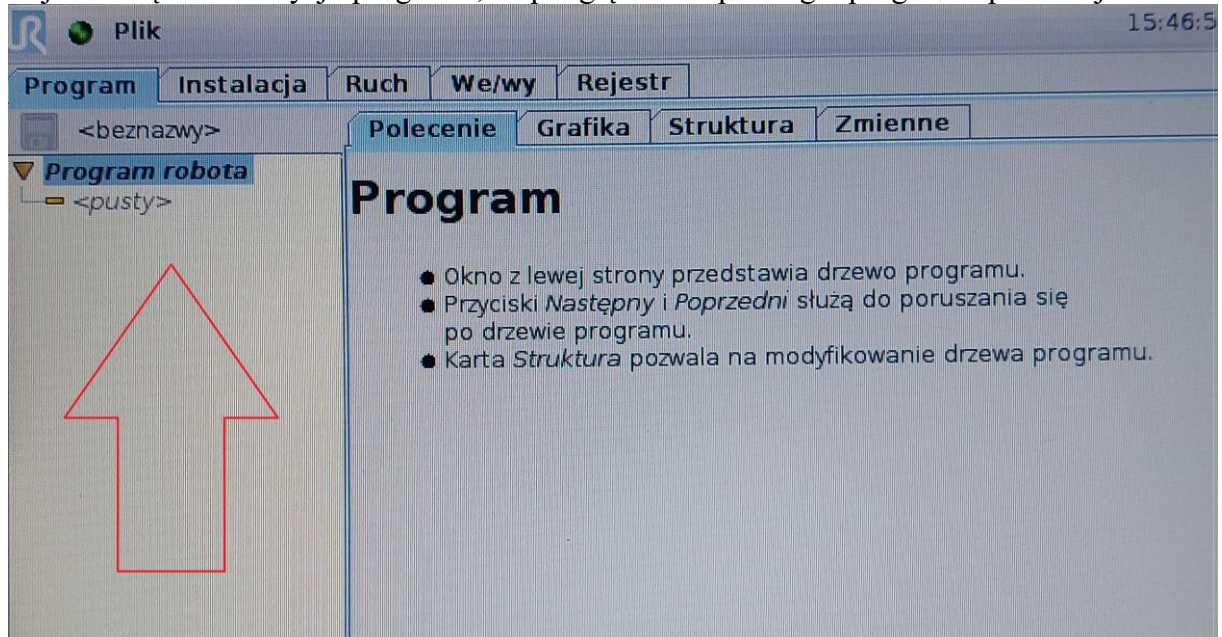 Plik
15:46:5
Program Instalacja Ruch We/wy Rejestr
<beznazwy>
Polecenie Grafika Struktura Zmienne
Program robota
<pusty>
Program
Okno z lewej strony przedstawia drzewo programu.
Przyciski Następny i Poprzedni służą do poruszania się
po drzewie programu.
Karta Struktura pozwala na modyfikowanie drzewa programu.